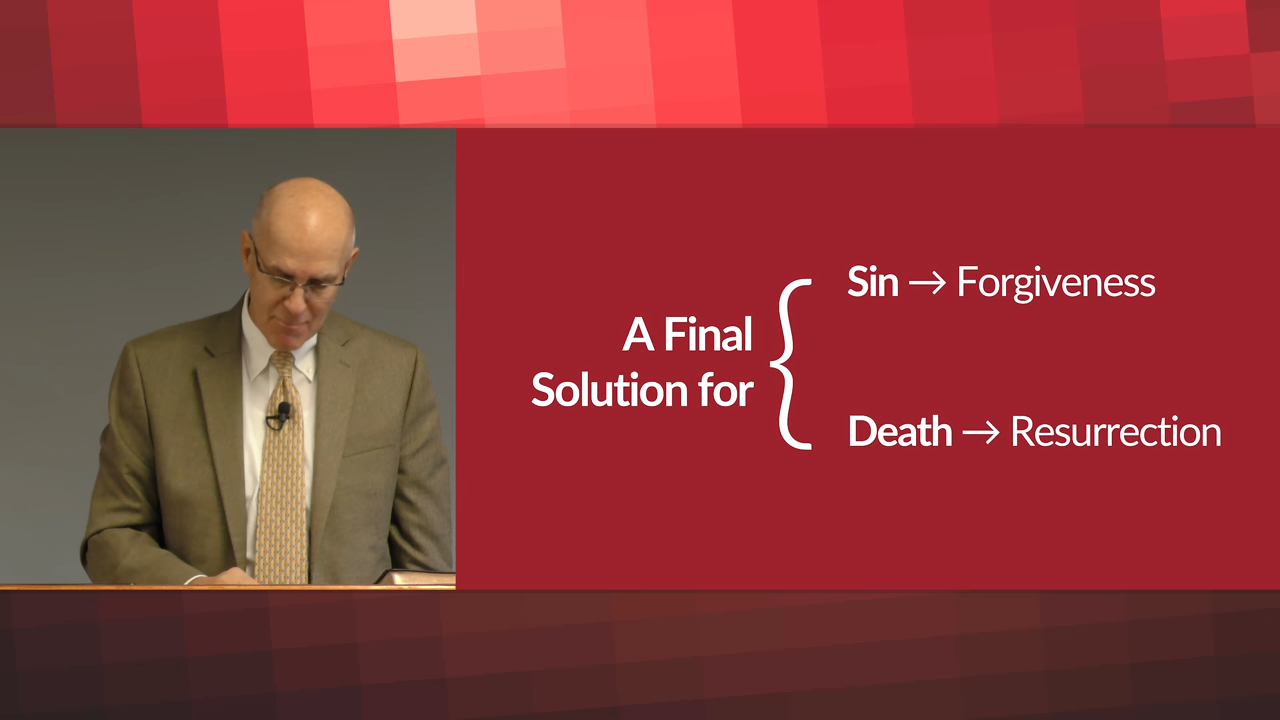 A Final
Solution for
Sin → Forgiveness
Death → Resurrection